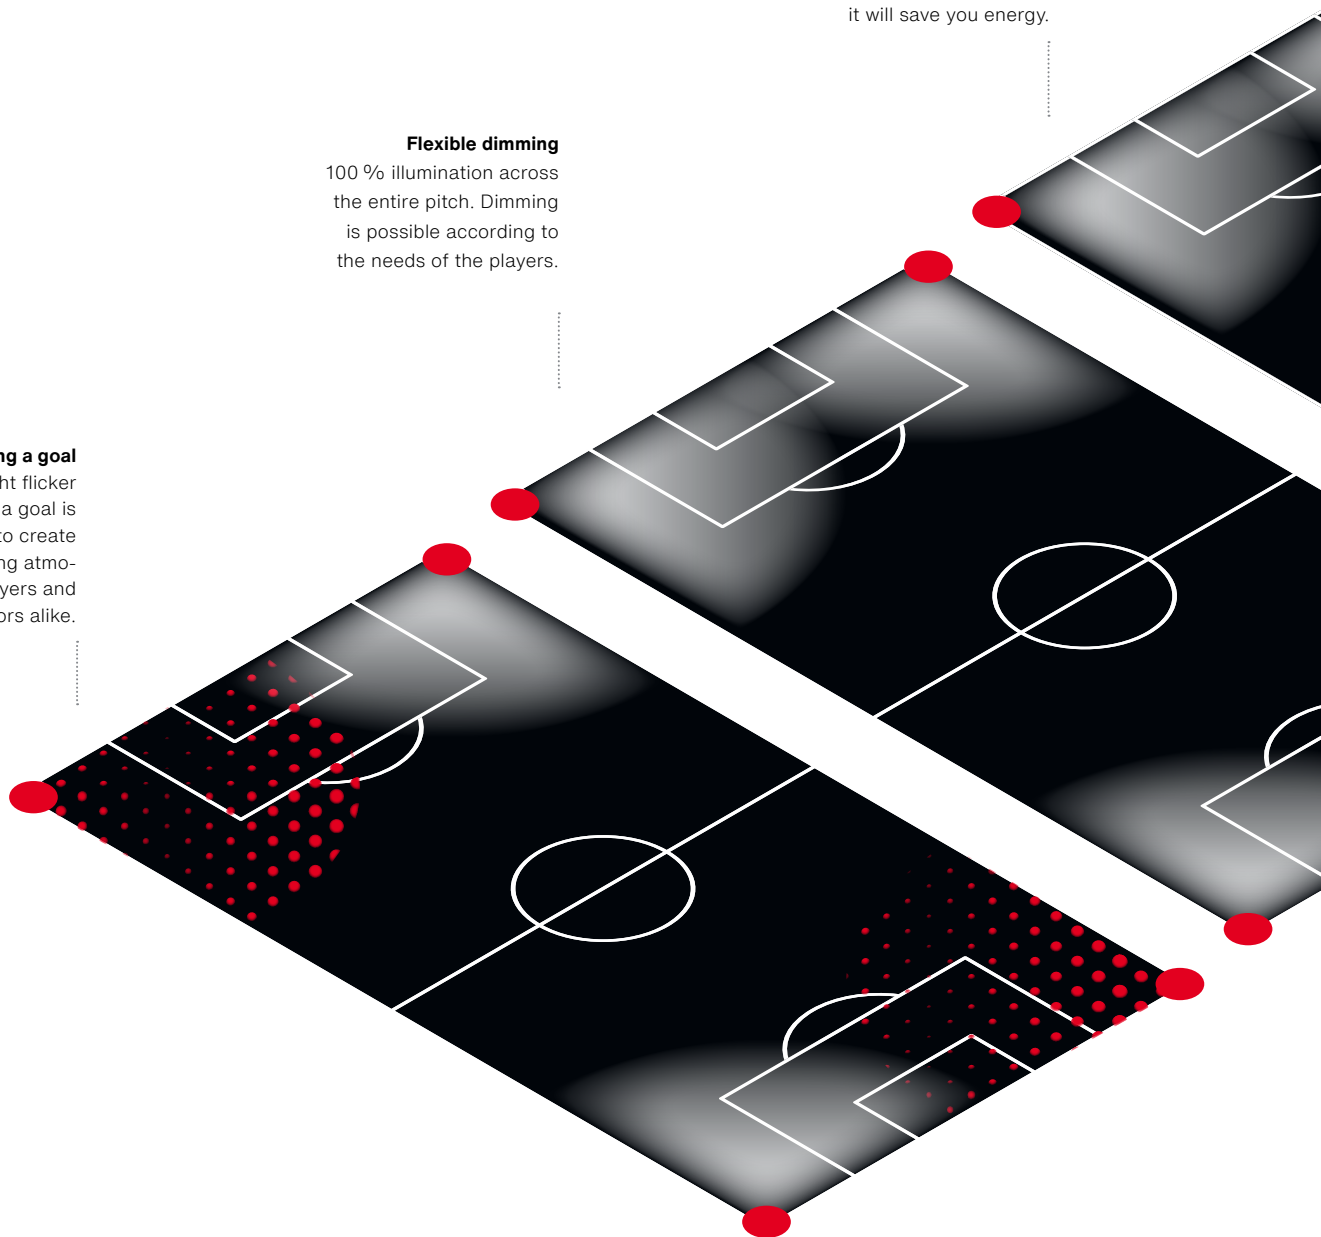 it will save you energy.
Flexible dimming
100 % illumination across
the entire pitch. Dimming
is possible according to
the needs of the players.
ng a goal
ht flicker
a goal is
to create
ng atmo-
yers and
ors alike.